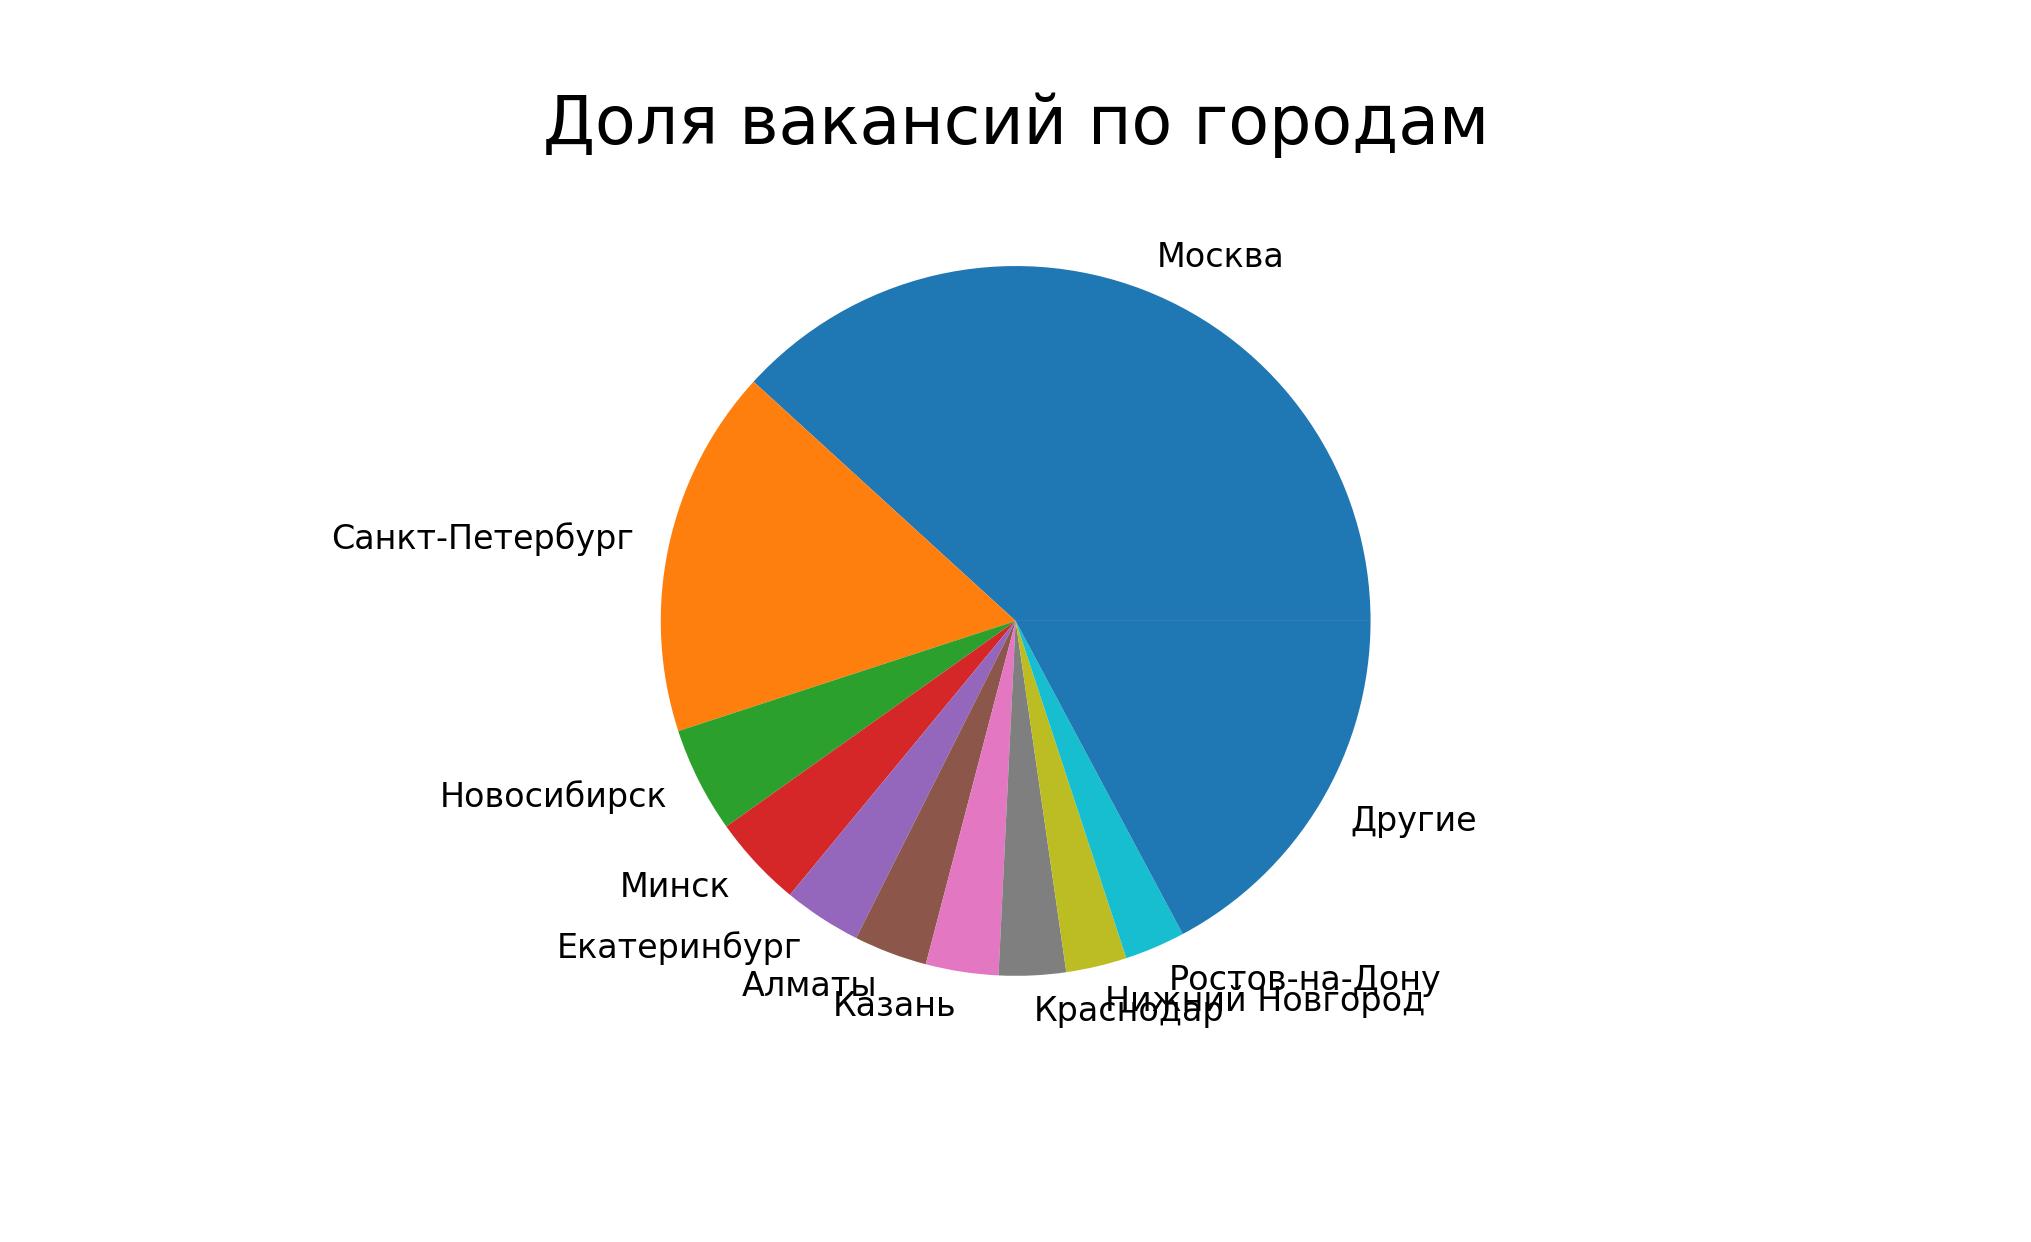 Доля вакансий по городам
Москва
Санкт-Петербург
Новосибирск
Другие
Минск
Екатеринбург
Алматы
Казань
Краснодар
Нижний Новгород
Ростов-на-Дону